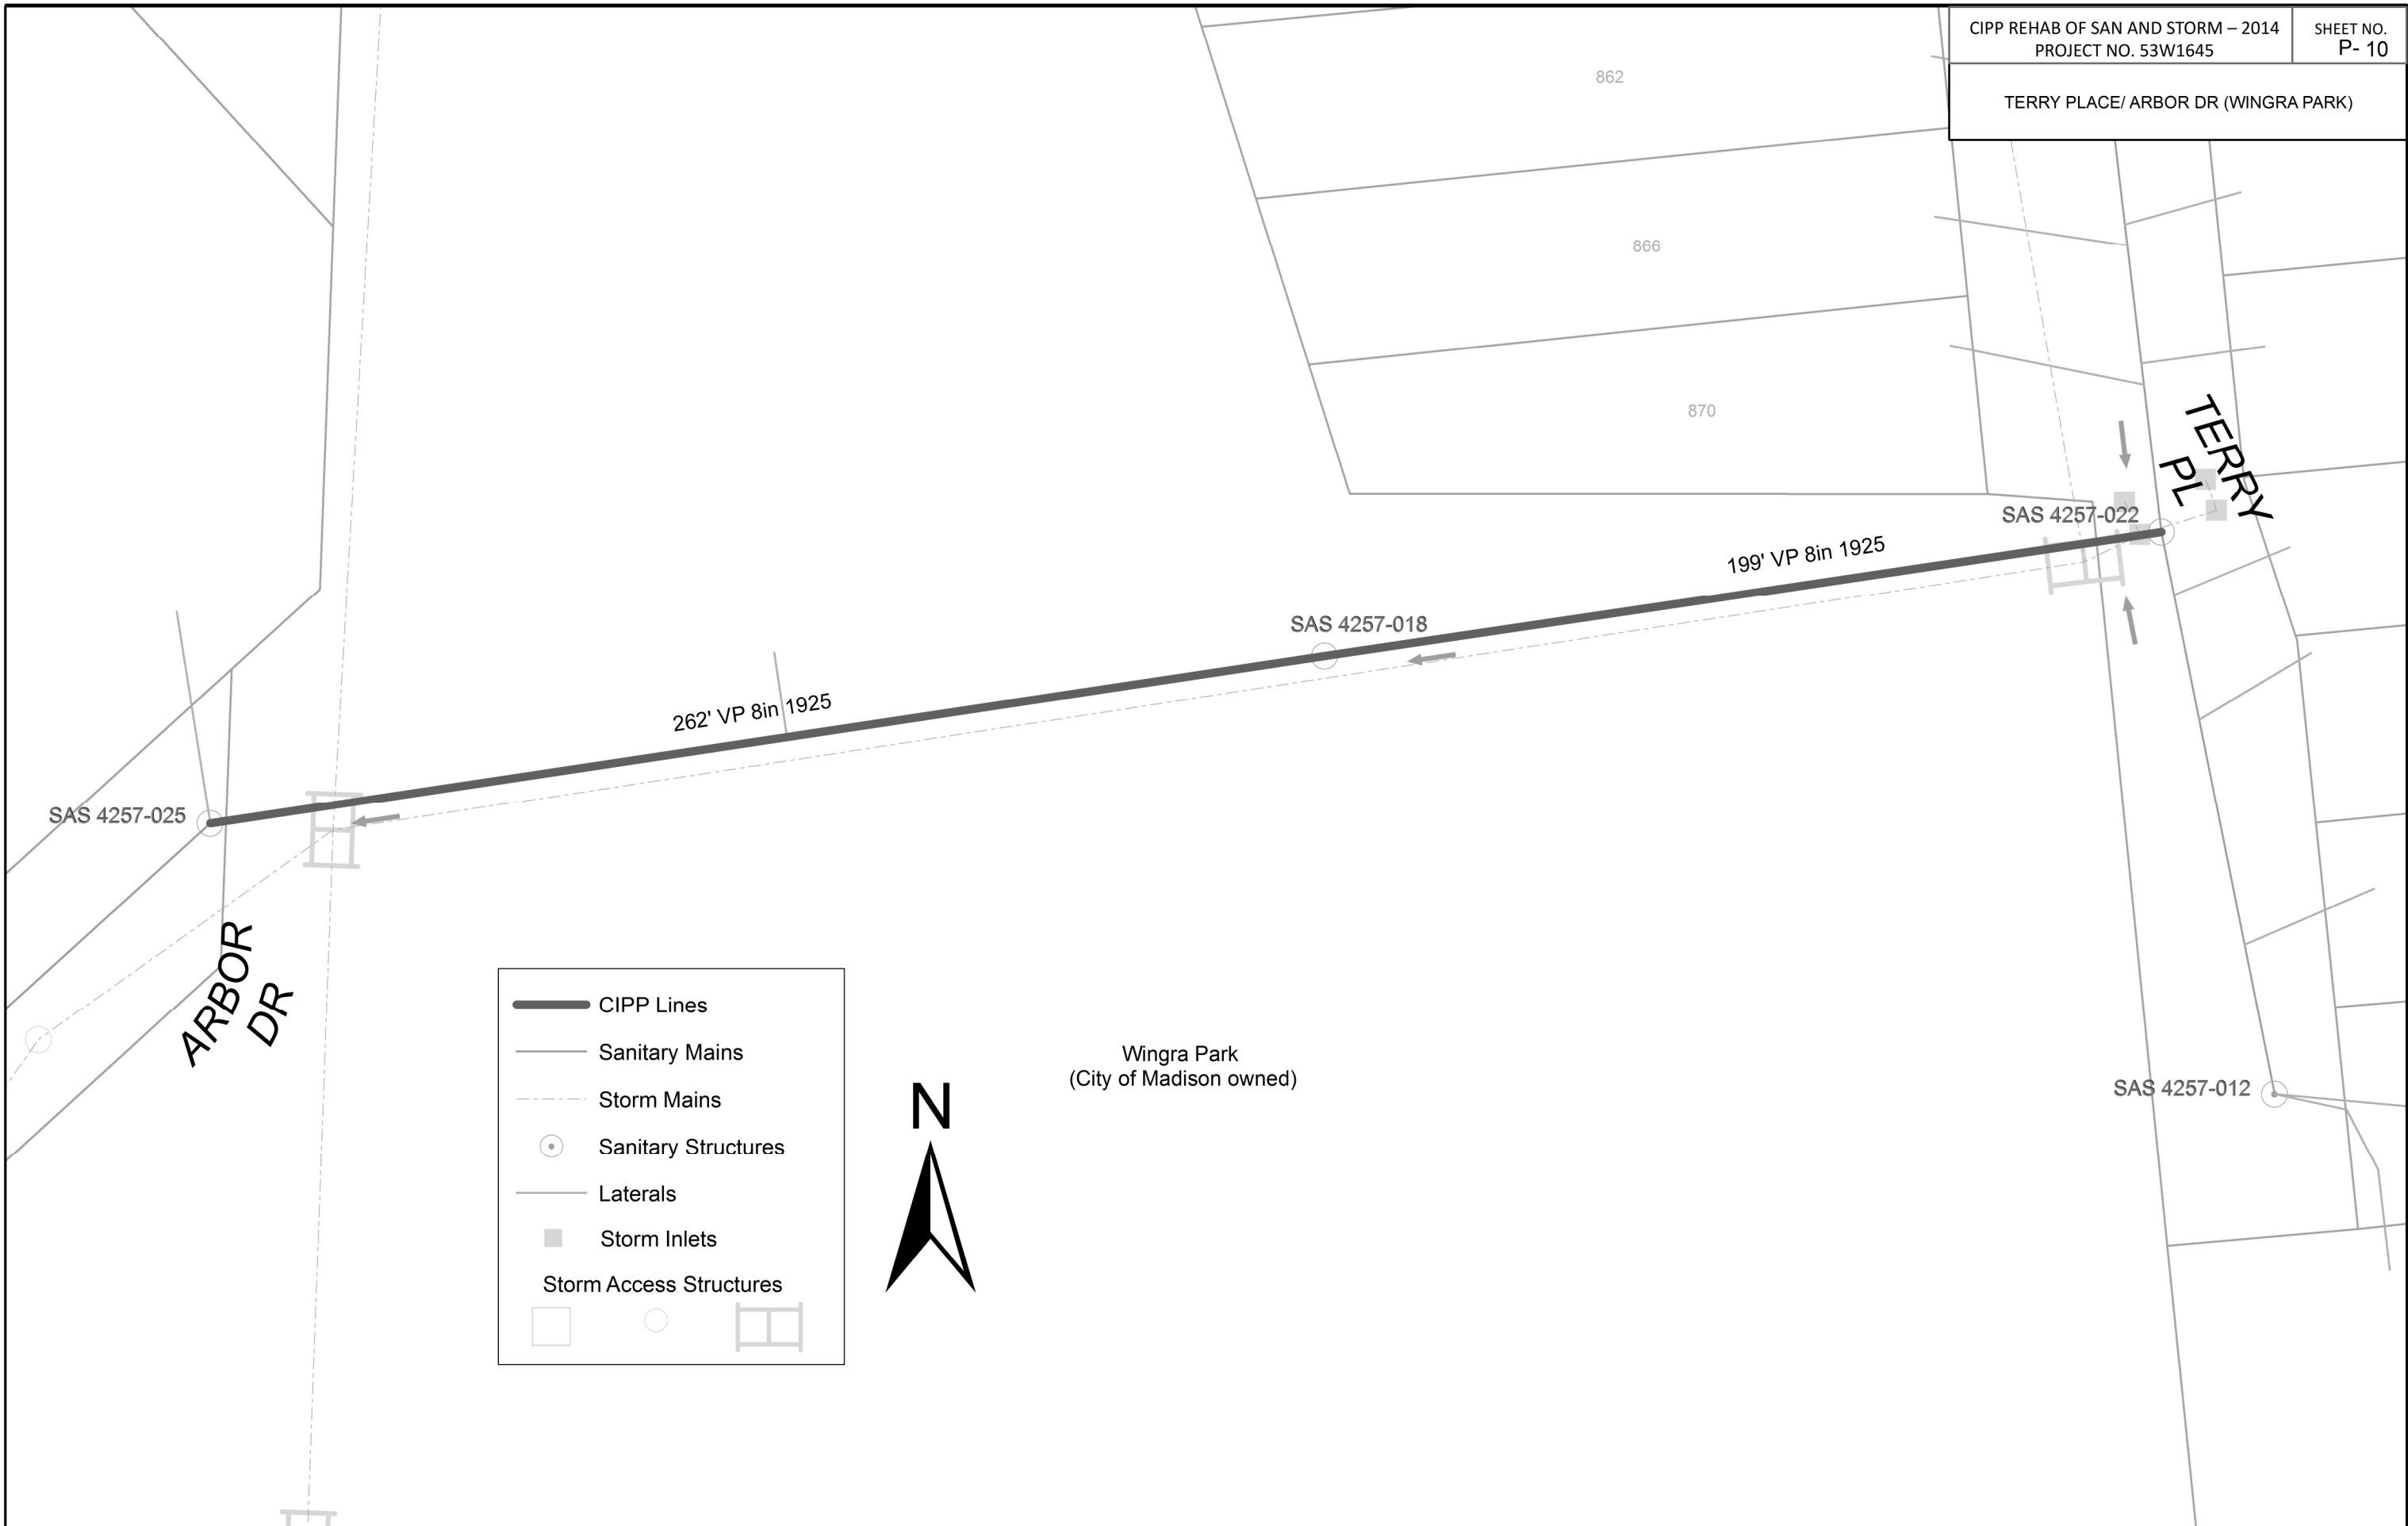 CIPP REHAB OF SAN AND STORM – 2014
PROJECT NO. 53W1645
SHEET NO.
P- 10
TERRY PLACE/ ARBOR DR (WINGRA PARK)
862
866
870
TERRY
PL
SAS 4257-022
199' VP 8in 1925
SAS 4257-018
262' VP 8in 1925
SAS 4257-025
ARBOR
DR
CIPP Lines
Sanitary Mains
Storm Mains
Sanitary Structures
Laterals
Storm Inlets
Storm Access Structures
N
Wingra Park
(City of Madison owned)
SAS 4257-012